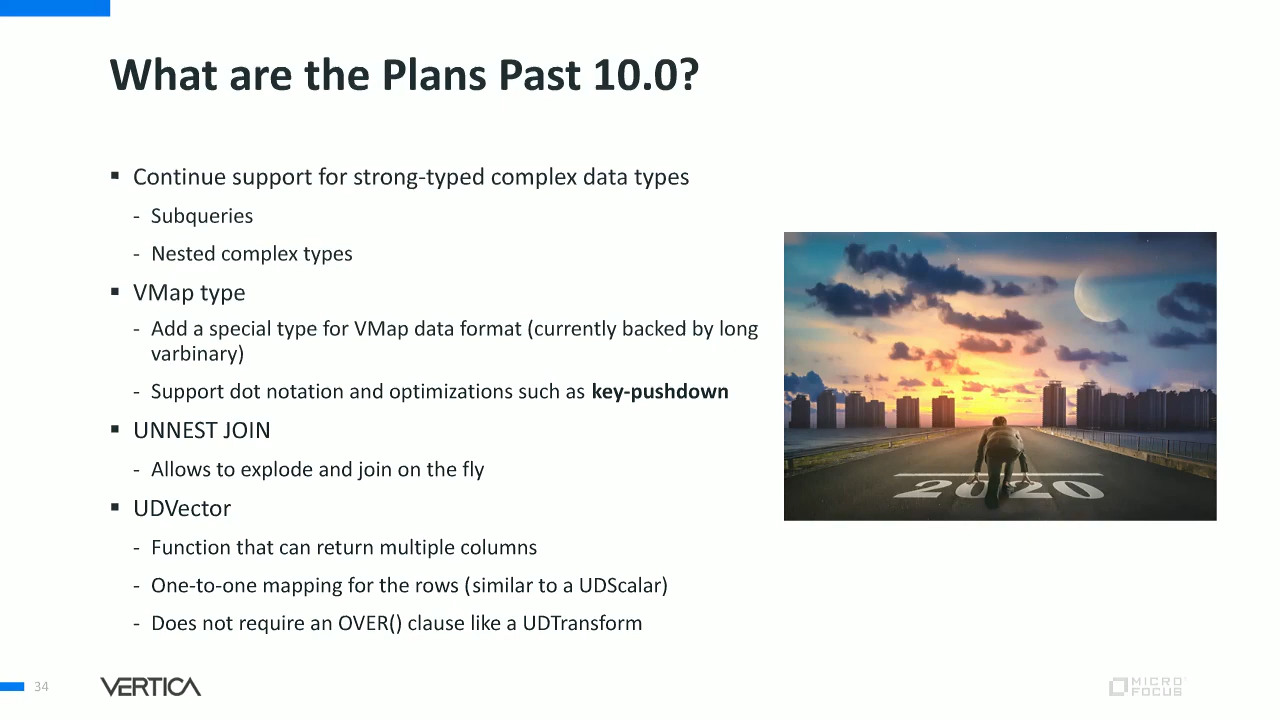 What are the Plans Past 10.0?
▪ Continue support for strong-typed complex data types
- Subqueries
- Nested complex types
▪ VMap type
- Add a special type for VMap data format (currently backed by long
varbinary)
- Support dot notation and optimizations such as key-pushdown
▪ UNNEST JOIN
- Allows to explode and join on the fly
▪ UDVector
- Function that can return multiple columns
- One-to-one mapping for the rows (similar to a UDScalar)
- Does not require an OVER() clause like a UDTransform
2020
34
VERTICA
MICRO
FOCUS